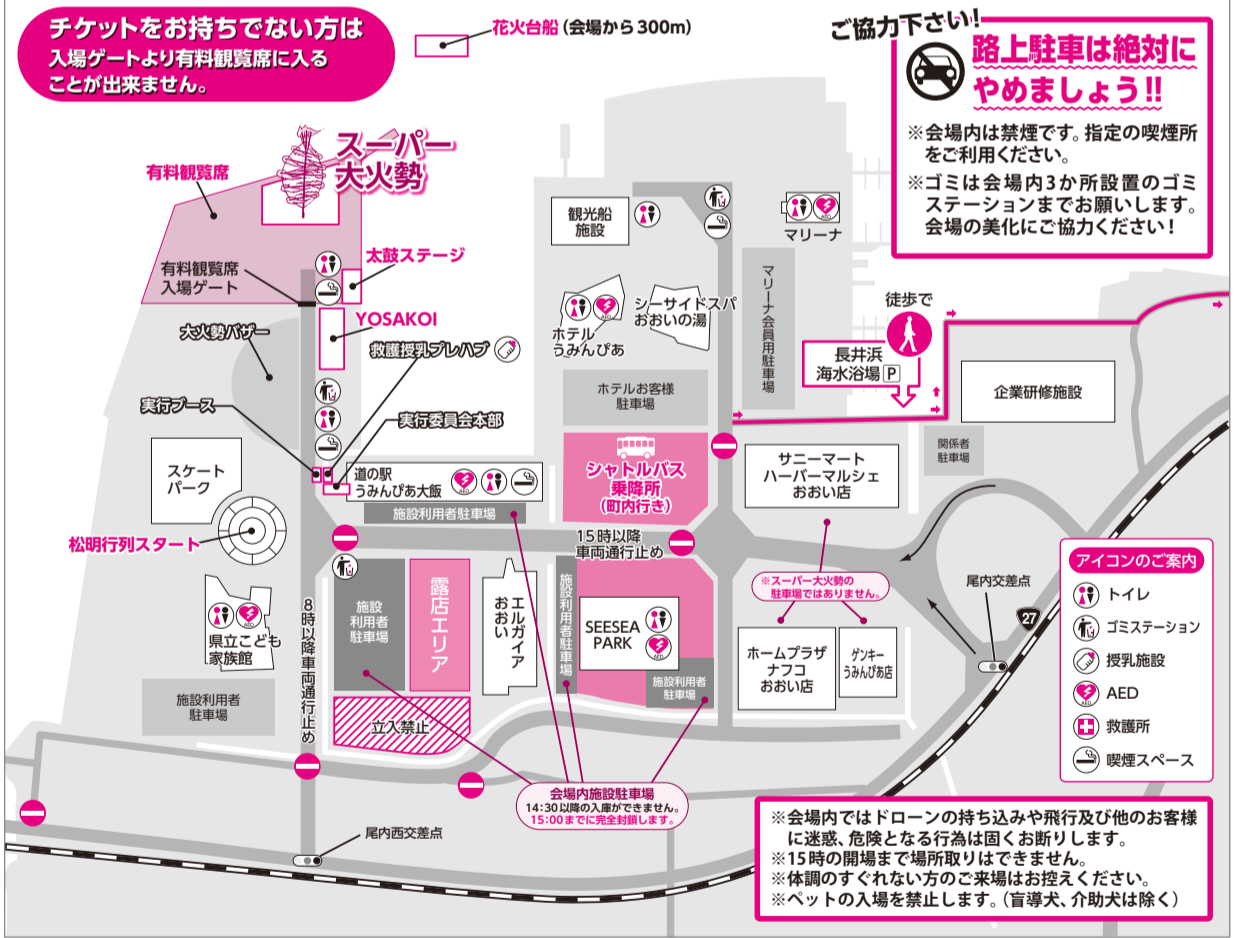 チケットをお持ちでない方は
入場ゲートより有料観覧席に入る
ことが出来ません。
花火台船(会場から300m)
ご協力下さい!
路上駐車は絶対に
やめましょう!!
※会場内は禁煙です。指定の喫煙所
をご利用ください。
※ゴミは会場内3か所設置のゴミ
ステーションまでお願いします。
会場の美化にご協力ください!
スーパー
大火勢
有料観覧席
有料観覧席
入場ゲート
太鼓ステージ
YOSAKOI
大火勢バザー
救護授乳プレハブ
実行ブース
実行委員会本部
スケート
パーク
道の駅
うみんぴあ大飯
AED
施設利用者駐車場
松明行列スタート
観光船
施設
AED
マリーナ
AED
ホテル
うみんぴあ
シーサイドスパ
おおいの湯
マリーナ会員用駐車場
ホテルお客様
駐車場
徒歩で
長井浜
海水浴場 P
企業研修施設
シャトルバス
乗降所
(町内行き)
サニーマート
ハーバーマルシェ
おおい店
関係者
駐車場
15時以降
車両通行止め
8時以降車両通行止め
AED
県立こども
家族館
施設利用者
駐車場
施設
利用者
駐車場
露店エリア
エルガイア
おおい
施設利用者駐車場
SEESEA
PARK
AED
施設利用者
駐車場
立入禁止
※スーパー大火勢の
駐車場ではありません。
ホームプラザ
ナフコ
おおい店
ゲンキー
うみんぴあ店
尾内交差点
27
アイコンのご案内
トイレ
ゴミステーション
授乳施設
AED
AED
救護所
喫煙スペース
会場内施設駐車場
14:30以降の入庫ができません。
15:00までに完全封鎖します。
尾内西交差点
※会場内ではドローンの持ち込みや飛行及び他のお客様
に迷惑、危険となる行為は固くお断りします。
※15時の開場まで場所取りはできません。
※体調のすぐれない方のご来場はお控えください。
※ペットの入場を禁止します。(盲導犬、介助犬は除く)